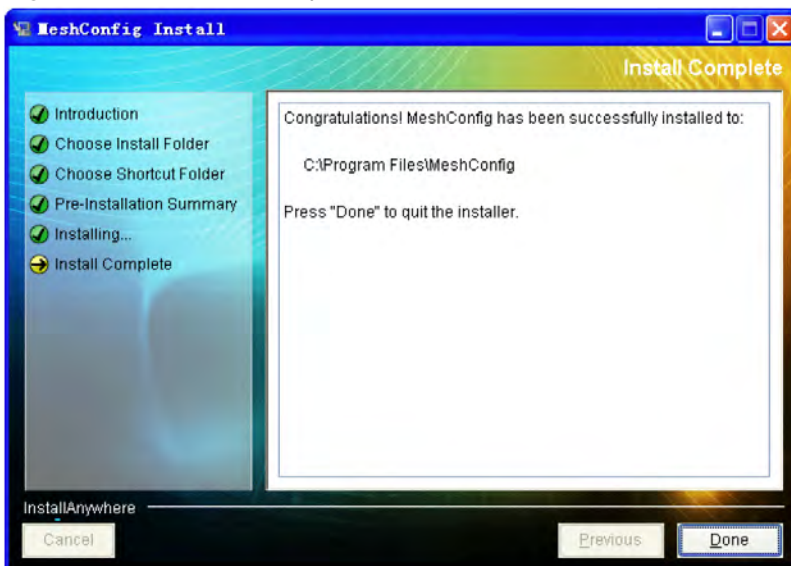 MeshConfig Install
Install Complete
Introduction
Choose Install Folder
Choose Shortcut Folder
Pre-Installation Summary
Installing...
Install Complete
Congratulations! MeshConfig has been successfully installed to:
C:\Program Files\MeshConfig
Press "Done" to quit the installer.
InstallAnywhere
Cancel
Previous
Done